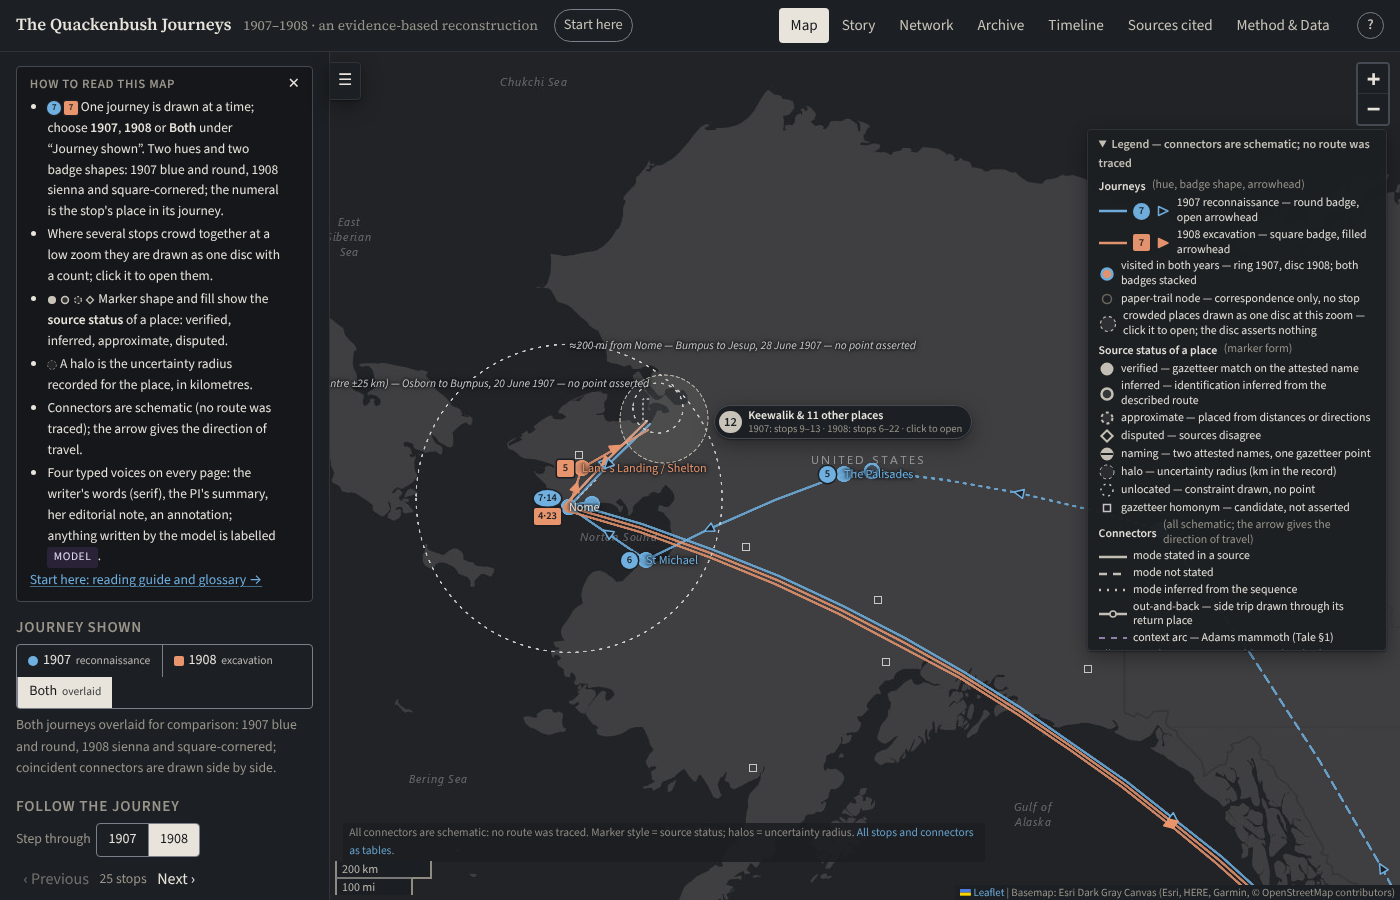 The Quackenbush Journeys
1907–1908 · an evidence-based reconstruction
Start here
Map
Story
Network
Archive
Timeline
Sources cited
Method & Data
?
HOW TO READ THIS MAP
✕
7 7 One journey is drawn at a time;
choose 1907, 1908 or Both under
“Journey shown”. Two hues and two
badge shapes: 1907 blue and round, 1908
sienna and square-cornered; the numeral
is the stop's place in its journey.
Where several stops crowd together at a
low zoom they are drawn as one disc with
a count; click it to open them.
Marker shape and fill show the
source status of a place: verified,
inferred, approximate, disputed.
A halo is the uncertainty radius
recorded for the place, in kilometres.
Connectors are schematic (no route was
traced); the arrow gives the direction of
travel.
Four typed voices on every page: the
writer's words (serif), the PI's summary,
her editorial note, an annotation;
anything written by the model is labelled
MODEL .
Start here: reading guide and glossary →
JOURNEY SHOWN
1907 reconnaissance
1908 excavation
Both overlaid
Both journeys overlaid for comparison: 1907 blue
and round, 1908 sienna and square-cornered;
coincident connectors are drawn side by side.
FOLLOW THE JOURNEY
Step through 1907 1908
‹ Previous 25 stops Next ›
☰
Chukchi Sea
East
Siberian
Sea
≈200 mi from Nome — Bumpus to Jesup, 28 June 1907 — no point asserted
ntre ±25 km) — Osborn to Bumpus, 20 June 1907 — no point asserted
12
Keewalik & 11 other places
1907: stops 9–13 · 1908: stops 6–22 · click to open
UNITED STATES
5 The Palisades
5 Lane's Landing / Shelton
7·14
4·23
Nome
Norton Sound
6 St Michael
Bering Sea
Gulf of
Alaska
All connectors are schematic: no route was traced. Marker style = source status; halos = uncertainty radius. All stops and connectors
as tables.
200 km
100 mi
+
−
▼ Legend — connectors are schematic; no route was
traced
Journeys (hue, badge shape, arrowhead)
7 1907 reconnaissance — round badge,
open arrowhead
7 1908 excavation — square badge, filled
arrowhead
visited in both years — ring 1907, disc 1908; both
badges stacked
paper-trail node — correspondence only, no stop
crowded places drawn as one disc at this zoom —
click it to open; the disc asserts nothing
Source status of a place (marker form)
verified — gazetteer match on the attested name
inferred — identification inferred from the
described route
approximate — placed from distances or directions
disputed — sources disagree
naming — two attested names, one gazetteer point
halo — uncertainty radius (km in the record)
unlocated — constraint drawn, no point
gazetteer homonym — candidate, not asserted
Connectors (all schematic; the arrow gives the
direction of travel)
mode stated in a source
mode not stated
mode inferred from the sequence
out-and-back — side trip drawn through its
return place
context arc — Adams mammoth (Tale §1)
Leaflet | Basemap: Esri Dark Gray Canvas (Esri, HERE, Garmin, © OpenStreetMap contributors)